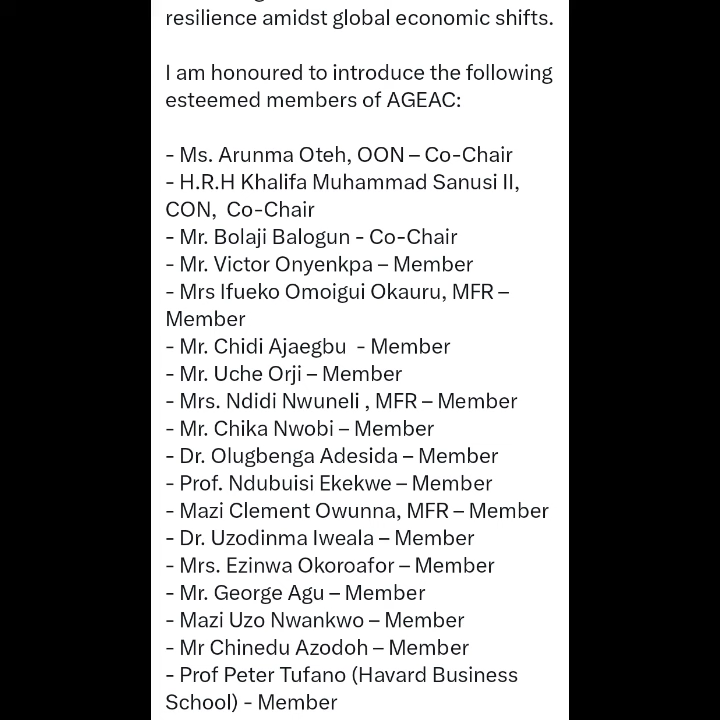 resilience amidst global economic shifts.
I am honoured to introduce the following
esteemed members of AGEAC:
- Ms. Arunma Oteh, OON – Co-Chair
- H.R.H Khalifa Muhammad Sanusi II,
CON,  Co-Chair
- Mr. Bolaji Balogun - Co-Chair
- Mr. Victor Onyenkpa – Member
- Mrs Ifueko Omoigui Okauru, MFR –
Member
- Mr. Chidi Ajaegbu  - Member
- Mr. Uche Orji – Member
- Mrs. Ndidi Nwuneli , MFR – Member
- Mr. Chika Nwobi – Member
- Dr. Olugbenga Adesida – Member
- Prof. Ndubuisi Ekekwe – Member
- Mazi Clement Owunna, MFR – Member
- Dr. Uzodinma Iweala – Member
- Mrs. Ezinwa Okoroafor – Member
- Mr. George Agu – Member
- Mazi Uzo Nwankwo – Member
- Mr Chinedu Azodoh – Member
- Prof Peter Tufano (Havard Business
School) - Member